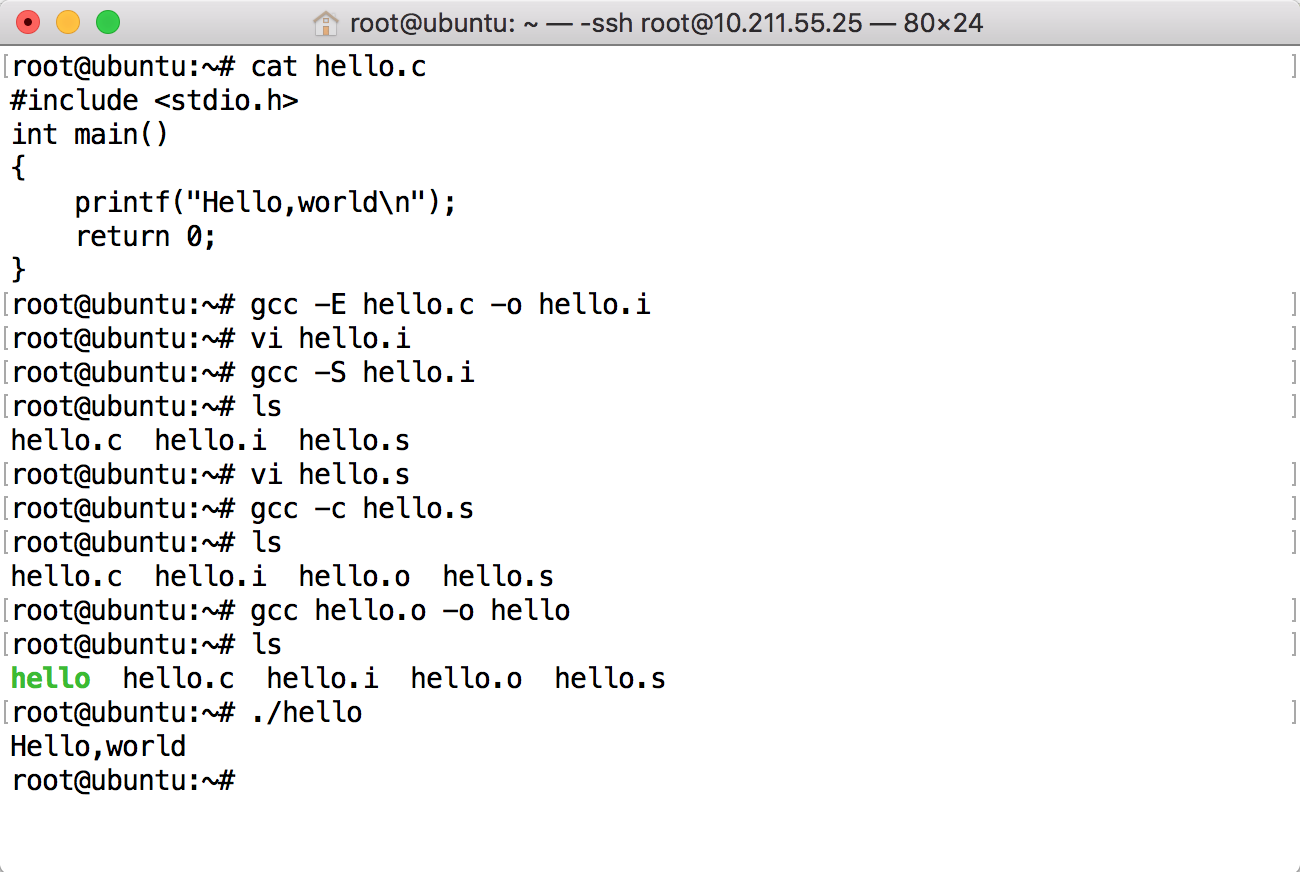 root@ubuntu: ~ — -ssh root@10.211.55.25 — 80×24
[root@ubuntu:~# cat hello.c ]
#include <stdio.h>
int main()
{
    printf("Hello,world\n");
    return 0;
}
[root@ubuntu:~# gcc -E hello.c -o hello.i ]
[root@ubuntu:~# vi hello.i ]
[root@ubuntu:~# gcc -S hello.i ]
[root@ubuntu:~# ls ]
hello.c  hello.i  hello.s
[root@ubuntu:~# vi hello.s ]
[root@ubuntu:~# gcc -c hello.s ]
[root@ubuntu:~# ls ]
hello.c  hello.i  hello.o  hello.s
[root@ubuntu:~# gcc hello.o -o hello ]
[root@ubuntu:~# ls ]
hello  hello.c  hello.i  hello.o  hello.s
[root@ubuntu:~# ./hello ]
Hello,world
root@ubuntu:~#